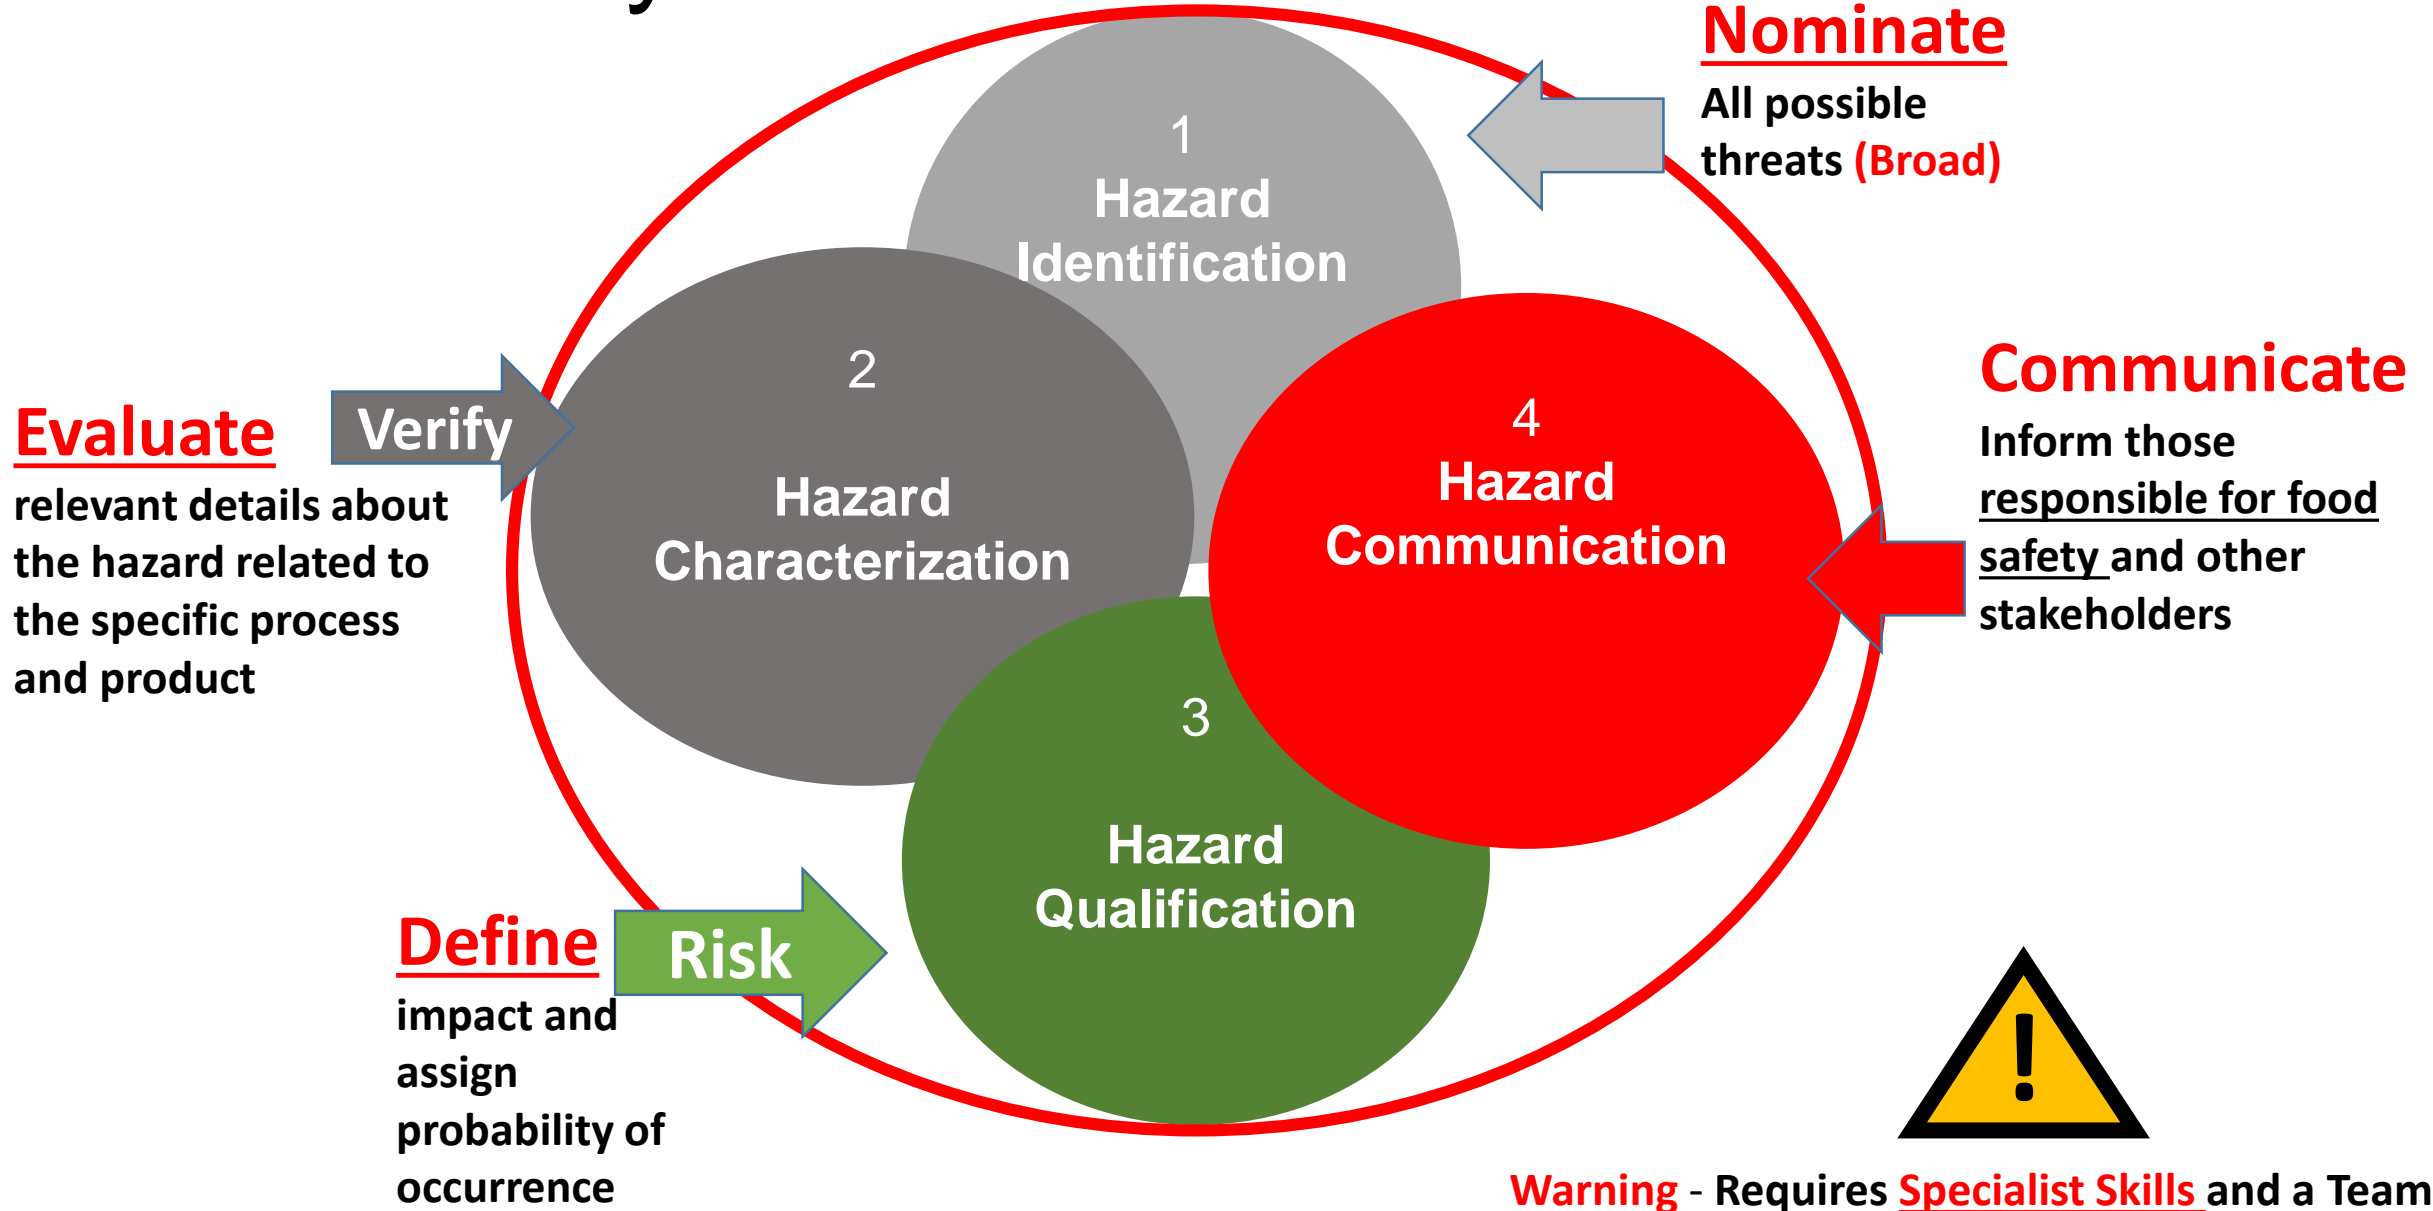 Nominate
All possible
threats (Broad)
1
Hazard
Identification
2
Hazard
Characterization
Evaluate
Verify
relevant details about
the hazard related to
the specific process
and product
4
Hazard
Communication
Communicate
Inform those
responsible for food
safety and other
stakeholders
3
Hazard
Qualification
Define
Risk
impact and
assign
probability of
occurrence
!
Warning - Requires Specialist Skills and a Team